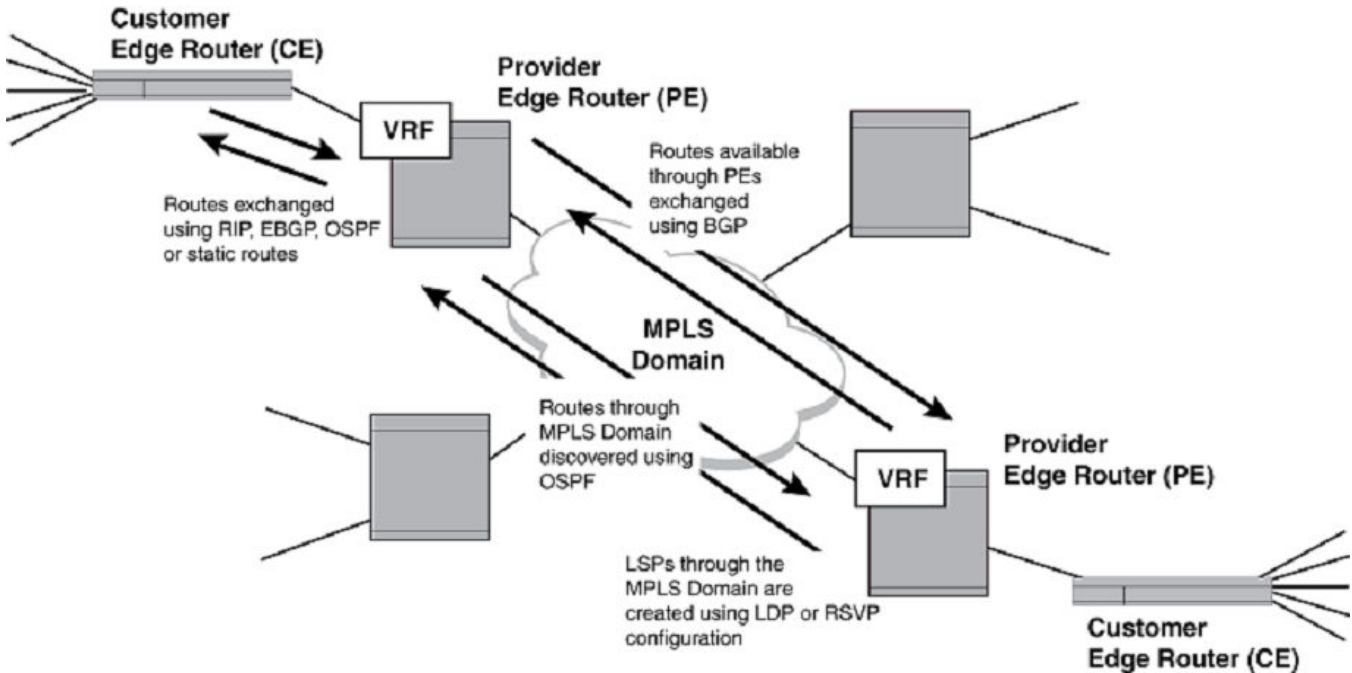 Customer
Edge Router (CE)
Provider
Edge Router (PE)
VRF
Routes available
through PEs
exchanged
using BGP
Routes exchanged
using RIP, EBGP, OSPF
or static routes
MPLS
Domain
Routes through
MPLS Domain
discovered using
OSPF
Provider
Edge Router (PE)
VRF
LSPs through the
MPLS Domain are
created using LDP or RSVP
configuration
Customer
Edge Router (CE)